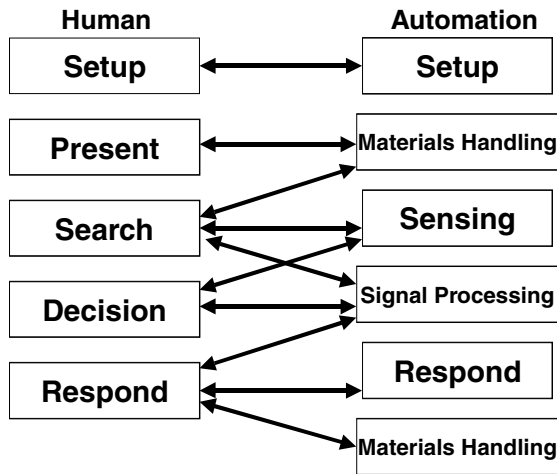 Human Automation
Setup Setup
Present Materials Handling
Search Sensing
Decision Signal Processing
Respond Respond
Materials Handling